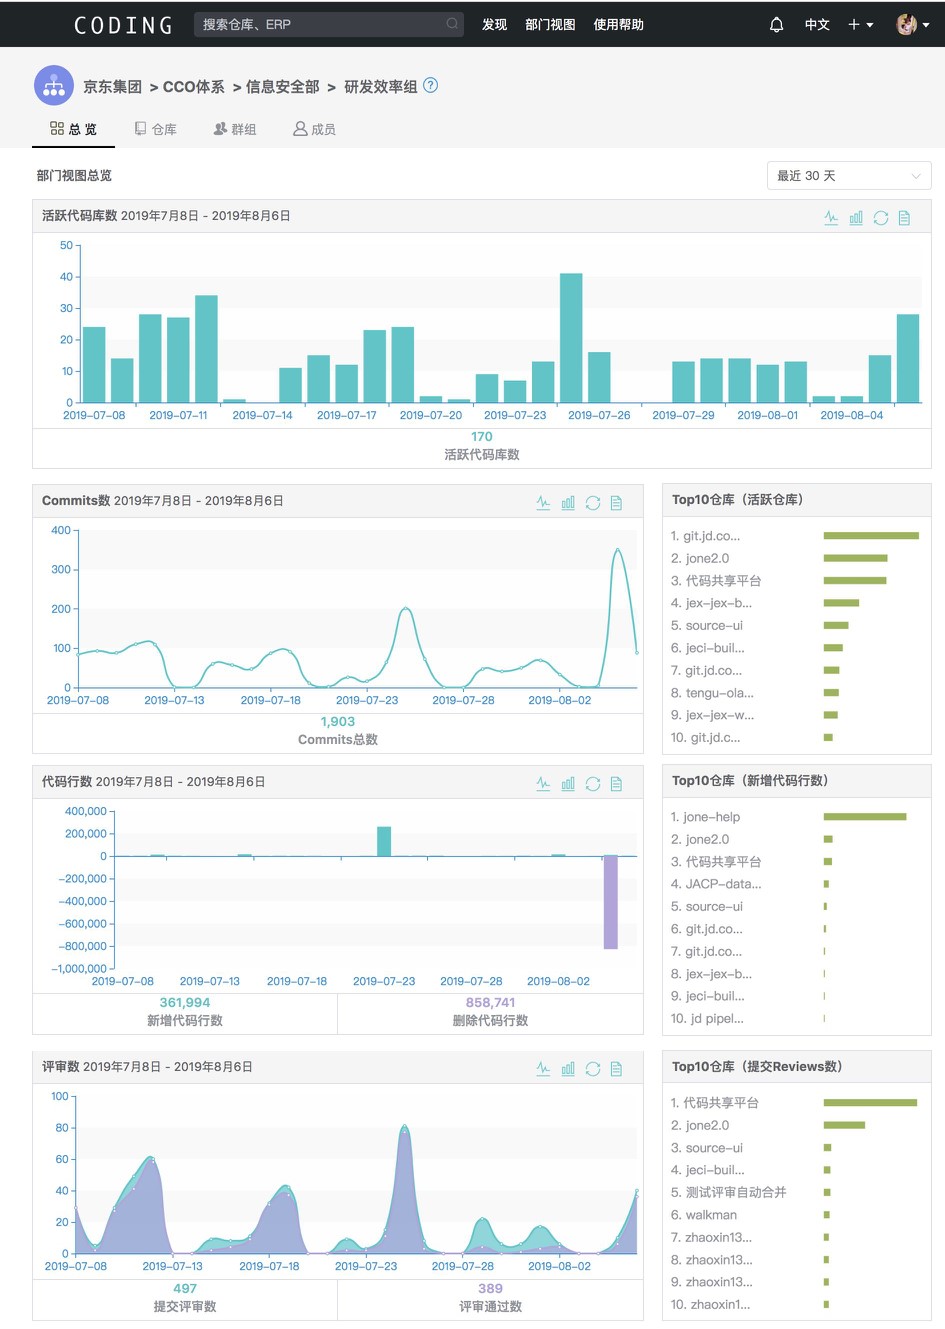 CODING 搜索仓库、ERP 发现 部门视图 使用帮助 中文
京东集团 > CCO体系 > 信息安全部 > 研发效率组 ?
总 览 仓库 群组 成员
部门视图总览 最近 30 天
活跃代码库数 2019年7月8日 - 2019年8月6日
50
40
30
20
10
0
2019-07-08 2019-07-11 2019-07-14 2019-07-17 2019-07-20 2019-07-23 2019-07-26 2019-07-29 2019-08-01 2019-08-04
170
活跃代码库数
Commits数 2019年7月8日 - 2019年8月6日
400
300
200
100
0
2019-07-08 2019-07-13 2019-07-18 2019-07-23 2019-07-28 2019-08-02
1,903
Commits总数
Top10仓库（活跃仓库）
1. git.jd.co...
2. jone2.0
3. 代码共享平台
4. jex-jex-b...
5. source-ui
6. jeci-buil...
7. git.jd.co...
8. tengu-ola...
9. jex-jex-w...
10. git.jd.c...
代码行数 2019年7月8日 - 2019年8月6日
400,000
200,000
0
-200,000
-400,000
-600,000
-800,000
-1,000,000
2019-07-08 2019-07-13 2019-07-18 2019-07-23 2019-07-28 2019-08-02
361,994 858,741
新增代码行数 删除代码行数
Top10仓库（新增代码行数）
1. jone-help
2. jone2.0
3. 代码共享平台
4. JACP-data...
5. source-ui
6. git.jd.co...
7. git.jd.co...
8. jex-jex-b...
9. jeci-buil...
10. jd pipel...
评审数 2019年7月8日 - 2019年8月6日
100
80
60
40
20
0
2019-07-08 2019-07-13 2019-07-18 2019-07-23 2019-07-28 2019-08-02
497 389
提交评审数 评审通过数
Top10仓库（提交Reviews数）
1. 代码共享平台
2. jone2.0
3. source-ui
4. jeci-buil...
5. 测试评审自动合并
6. walkman
7. zhaoxin13...
8. zhaoxin13...
9. zhaoxin13...
10. zhaoxin1...